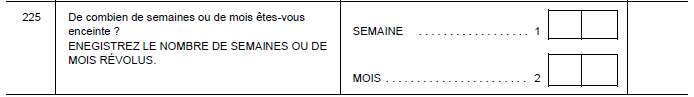 225 De combien de semaines ou de mois êtes-vous
enceinte ?
ENEGISTREZ LE NOMBRE DE SEMAINES OU DE
MOIS RÉVOLUS.
SEMAINE . . . . . . . . . . . . . . . . . . 1
MOIS . . . . . . . . . . . . . . . . . . . . . . . 2